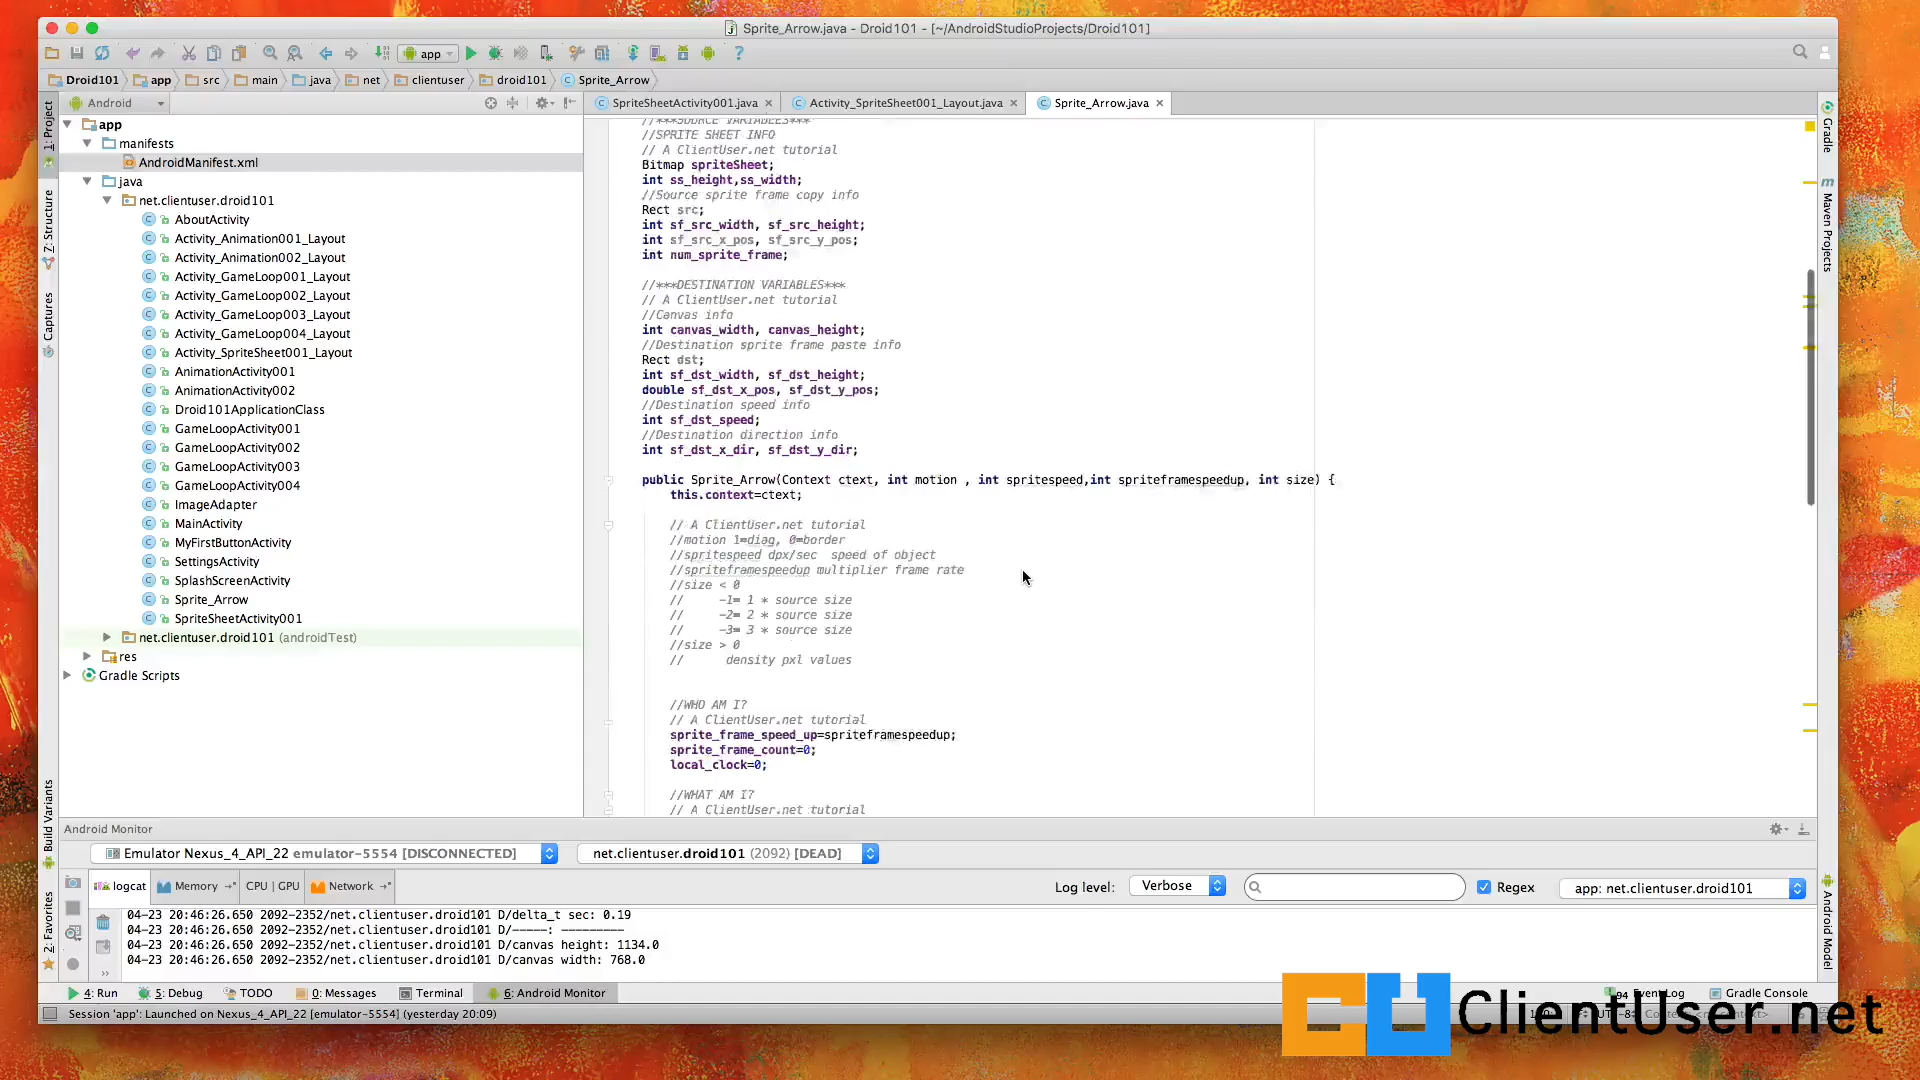 Sprite_Arrow.java - Droid101 - [~/AndroidStudioProjects/Droid101]
app
Droid101 app src main java net clientuser droid101 Sprite_Arrow
Android
SpriteSheetActivity001.java Activity_SpriteSheet001_Layout.java Sprite_Arrow.java
1: Project
7: Structure
Captures
Build Variants
2: Favorites
app
manifests
AndroidManifest.xml
java
net.clientuser.droid101
AboutActivity
Activity_Animation001_Layout
Activity_Animation002_Layout
Activity_GameLoop001_Layout
Activity_GameLoop002_Layout
Activity_GameLoop003_Layout
Activity_GameLoop004_Layout
Activity_SpriteSheet001_Layout
AnimationActivity001
AnimationActivity002
Droid101ApplicationClass
GameLoopActivity001
GameLoopActivity002
GameLoopActivity003
GameLoopActivity004
ImageAdapter
MainActivity
MyFirstButtonActivity
SettingsActivity
SplashScreenActivity
Sprite_Arrow
SpriteSheetActivity001
net.clientuser.droid101 (androidTest)
res
Gradle Scripts
//***SOURCE VARIABLES***
//SPRITE SHEET INFO
// A ClientUser.net tutorial
Bitmap spriteSheet;
int ss_height,ss_width;
//Source sprite frame copy info
Rect src;
int sf_src_width, sf_src_height;
int sf_src_x_pos, sf_src_y_pos;
int num_sprite_frame;
//***DESTINATION VARIABLES***
// A ClientUser.net tutorial
//Canvas info
int canvas_width, canvas_height;
//Destination sprite frame paste info
Rect dst;
int sf_dst_width, sf_dst_height;
double sf_dst_x_pos, sf_dst_y_pos;
//Destination speed info
int sf_dst_speed;
//Destination direction info
int sf_dst_x_dir, sf_dst_y_dir;
public Sprite_Arrow(Context ctext, int motion , int spritespeed,int spriteframespeedup, int size) {
this.context=ctext;
// A ClientUser.net tutorial
//motion 1=diag, 0=border
//spritespeed dpx/sec  speed of object
//spriteframespeedup multiplier frame rate
//size < 0
//     -1= 1 * source size
//     -2= 2 * source size
//     -3= 3 * source size
//size > 0
//      density pxl values
//WHO AM I?
// A ClientUser.net tutorial
sprite_frame_speed_up=spriteframespeedup;
sprite_frame_count=0;
local_clock=0;
//WHAT AM I?
// A ClientUser.net tutorial
Gradle
Maven Projects
Android Model
Android Monitor
Emulator Nexus_4_API_22 emulator-5554 [DISCONNECTED] net.clientuser.droid101 (2092) [DEAD]
logcat Memory CPU | GPU Network Log level: Verbose Regex app: net.clientuser.droid101
04-23 20:46:26.650 2092-2352/net.clientuser.droid101 D/delta_t sec: 0.19
04-23 20:46:26.650 2092-2352/net.clientuser.droid101 D/-----: ---------
04-23 20:46:26.650 2092-2352/net.clientuser.droid101 D/canvas height: 1134.0
04-23 20:46:26.650 2092-2352/net.clientuser.droid101 D/canvas width: 768.0
4: Run 5: Debug TODO 0: Messages Terminal 6: Android Monitor Event Log Gradle Console
Session 'app': Launched on Nexus_4_API_22 [emulator-5554] (yesterday 20:09)
ClientUser.net